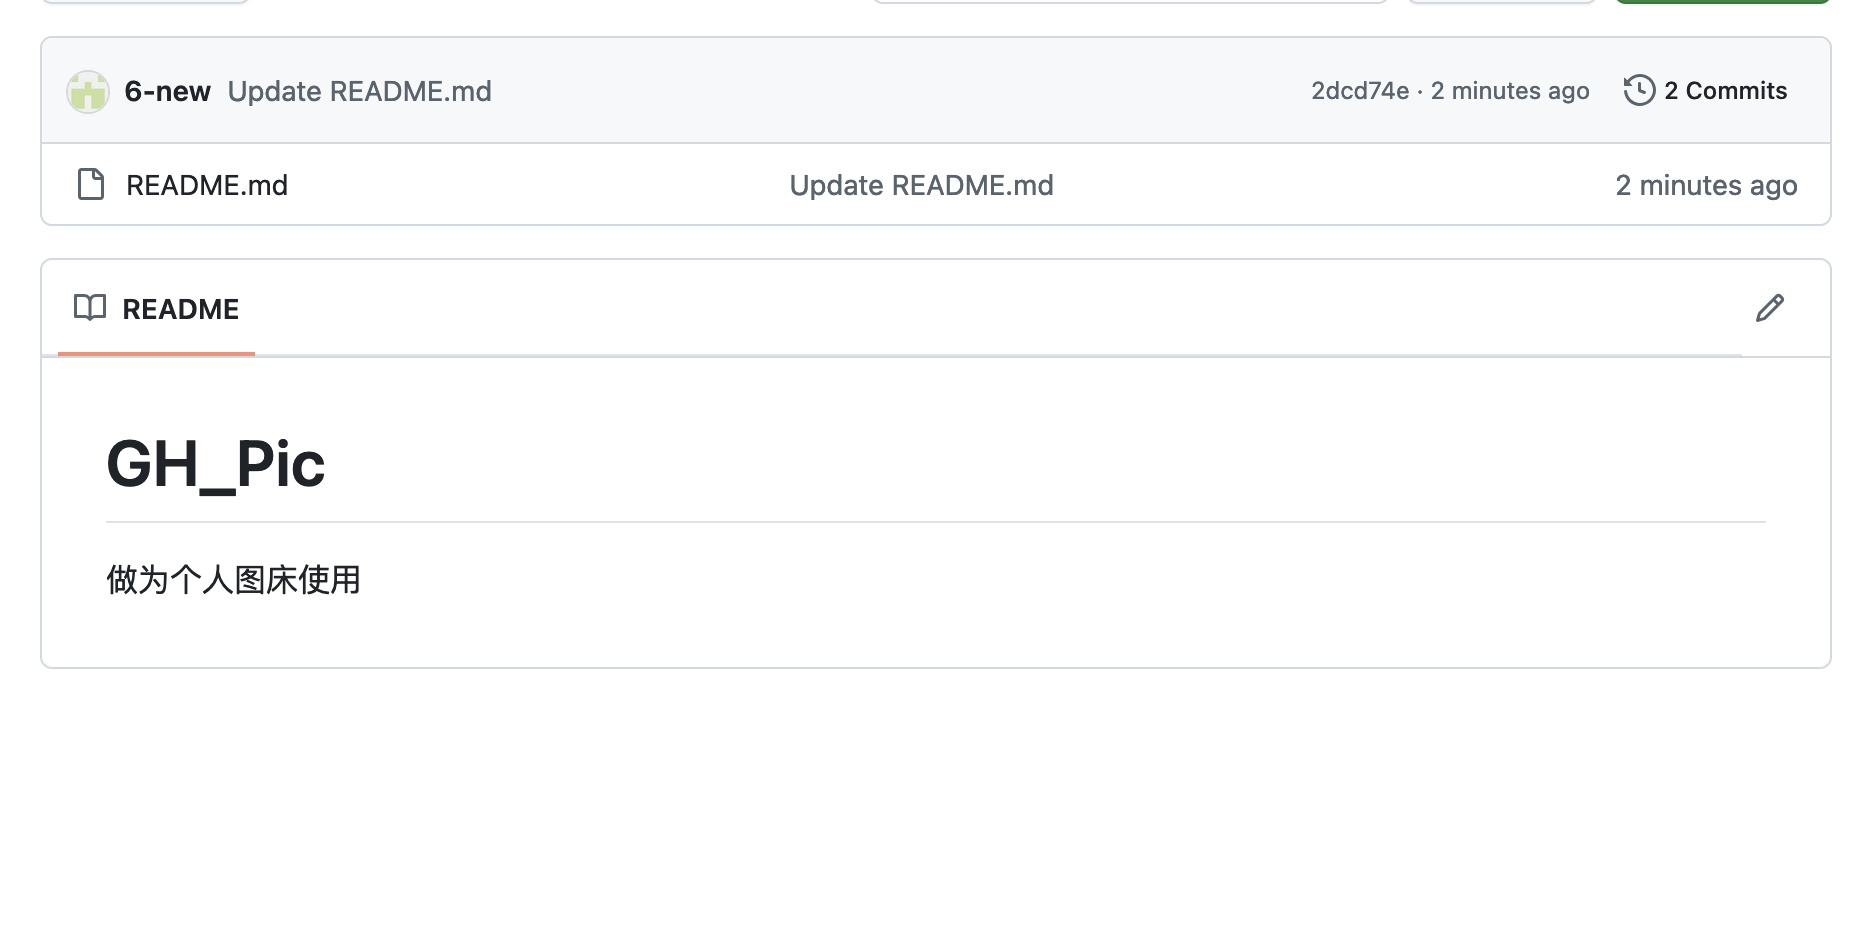 6-new Update README.md 2dcd74e · 2 minutes ago 2 Commits
README.md Update README.md 2 minutes ago
README
GH_Pic
做为个人图床使用